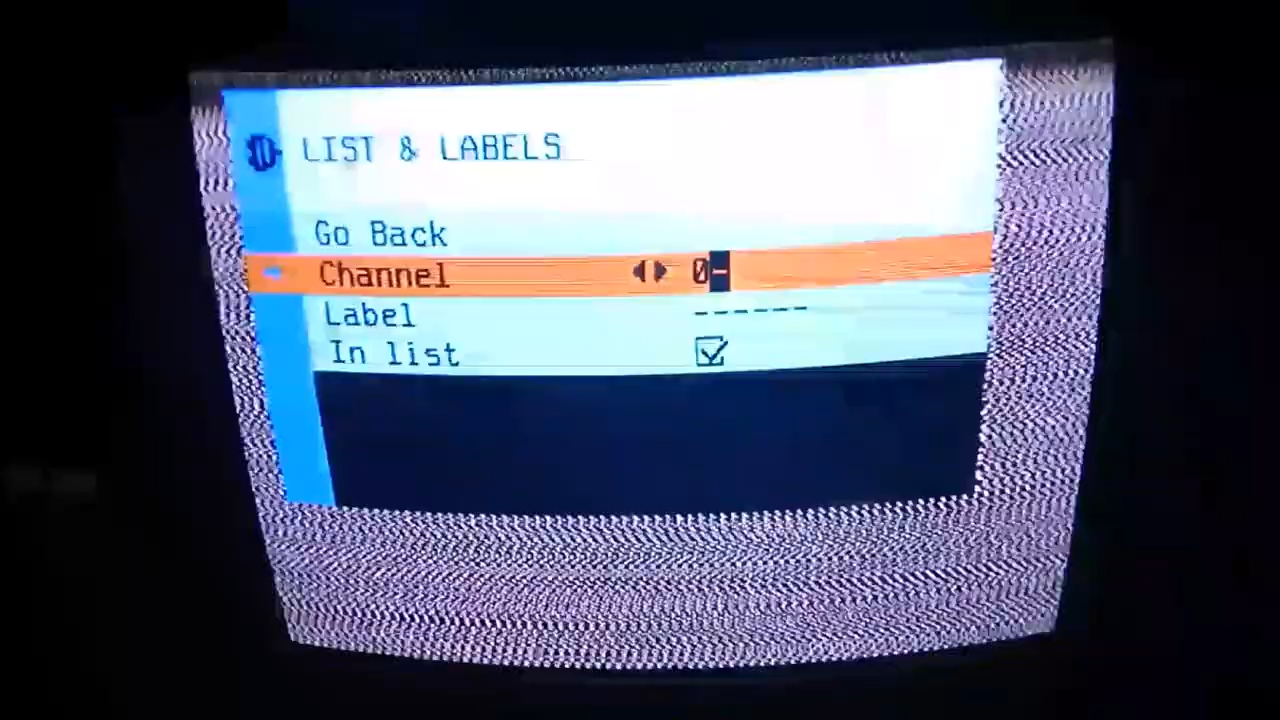 LIST & LABELS
Go Back
Channel 0-
Label ------
In list